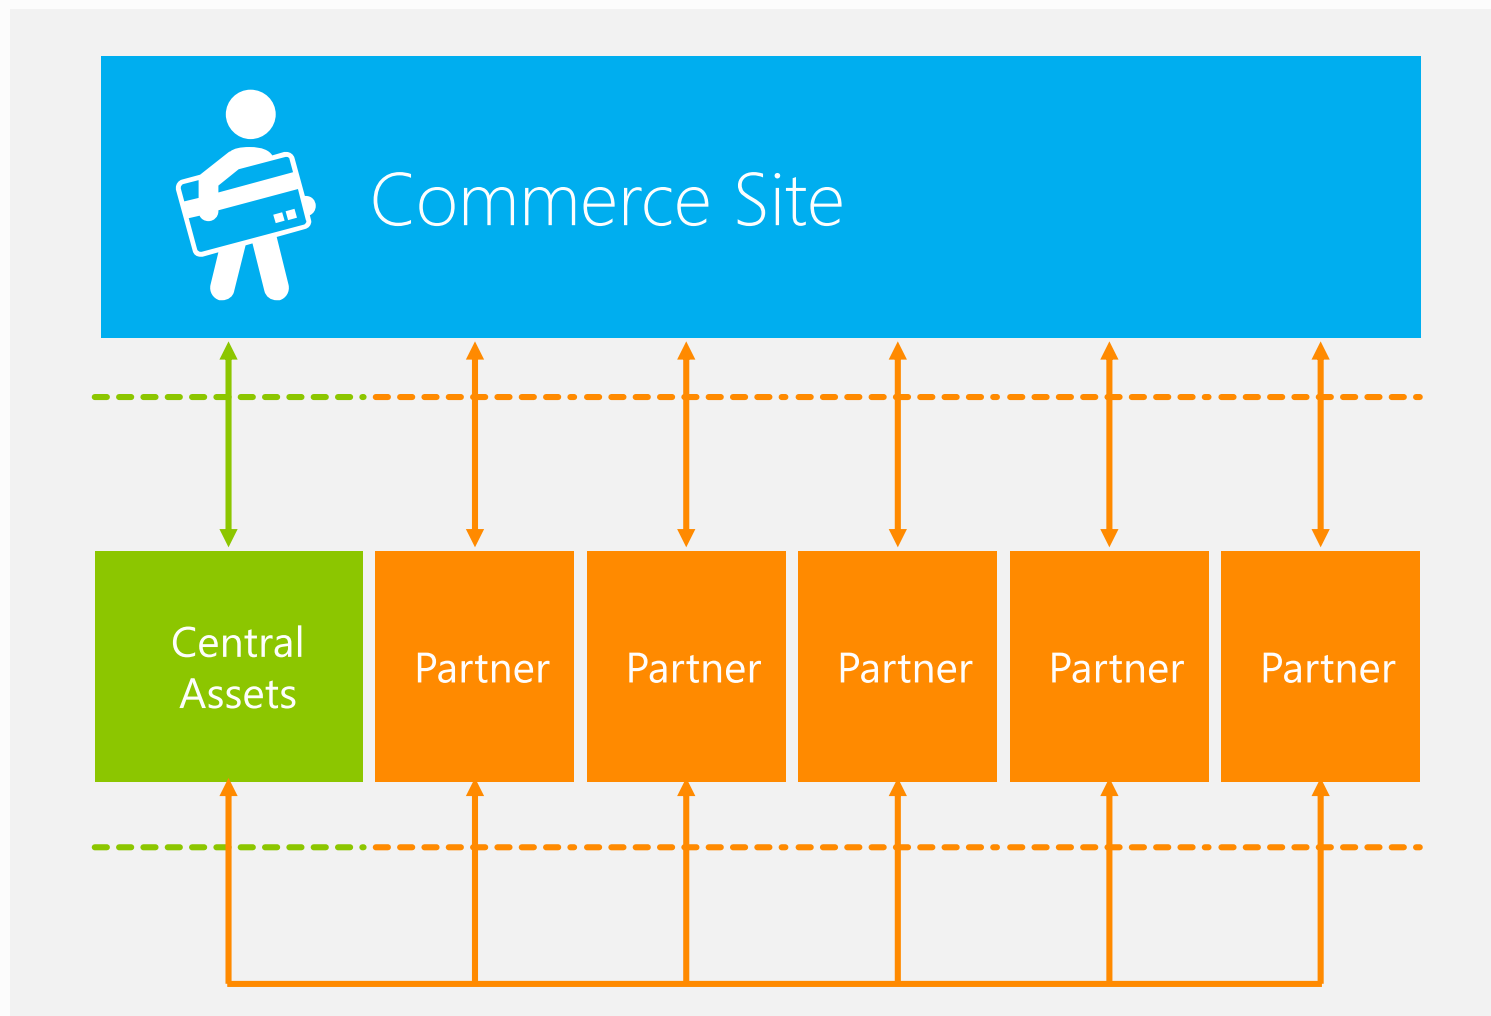 Commerce Site
Central
Assets
Partner
Partner
Partner
Partner
Partner